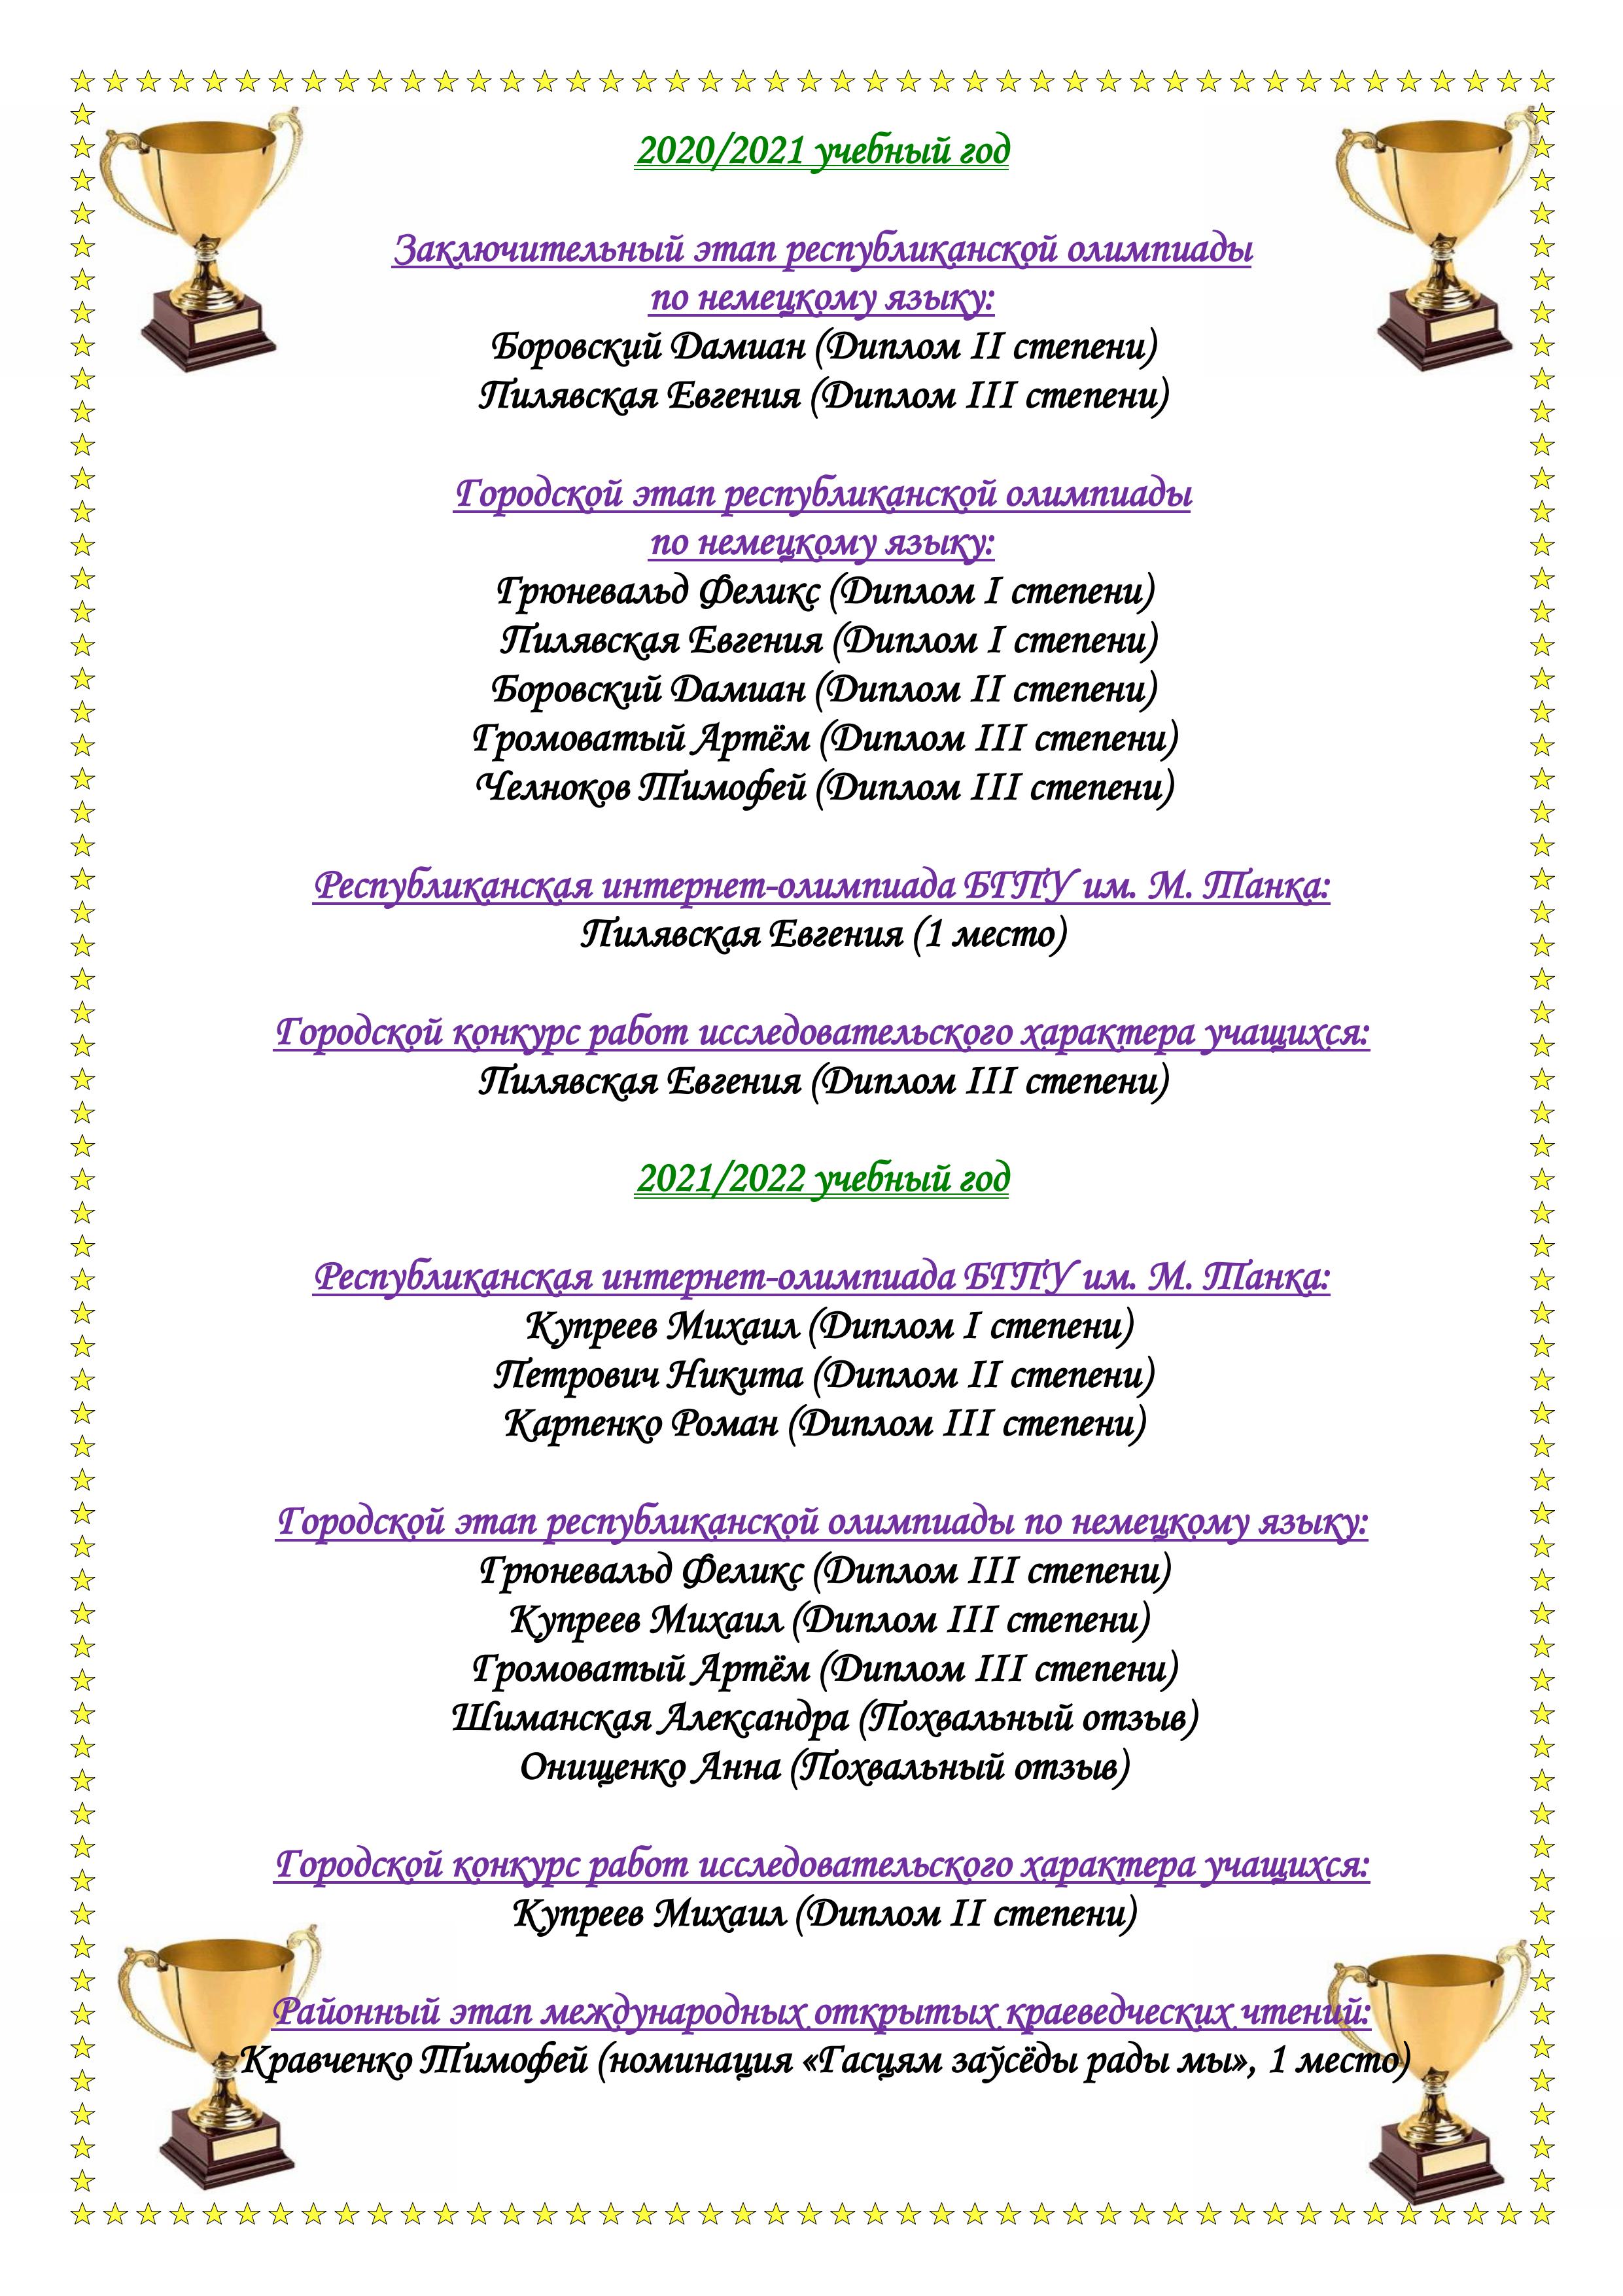 2020/2021 учебный год
Заключительный этап республиканской олимпиады
по немецкому языку:
Боровский Дамиан (Диплом II степени)
Пилявская Евгения (Диплом III степени)
Городской этап республиканской олимпиады
по немецкому языку:
Грюневальд Феликс (Диплом I степени)
Пилявская Евгения (Диплом I степени)
Боровский Дамиан (Диплом II степени)
Громоватый Артём (Диплом III степени)
Челноков Тимофей (Диплом III степени)
Республиканская интернет-олимпиада БГПУ им. М. Танка:
Пилявская Евгения (1 место)
Городской конкурс работ исследовательского характера учащихся:
Пилявская Евгения (Диплом III степени)
2021/2022 учебный год
Республиканская интернет-олимпиада БГПУ им. М. Танка:
Купреев Михаил (Диплом I степени)
Петрович Никита (Диплом II степени)
Карпенко Роман (Диплом III степени)
Городской этап республиканской олимпиады по немецкому языку:
Грюневальд Феликс (Диплом III степени)
Купреев Михаил (Диплом III степени)
Громоватый Артём (Диплом III степени)
Шиманская Александра (Похвальный отзыв)
Онищенко Анна (Похвальный отзыв)
Городской конкурс работ исследовательского характера учащихся:
Купреев Михаил (Диплом II степени)
Районный этап международных открытых краеведческих чтений:
Кравченко Тимофей (номинация «Гасцям заўсёды рады мы», 1 место)